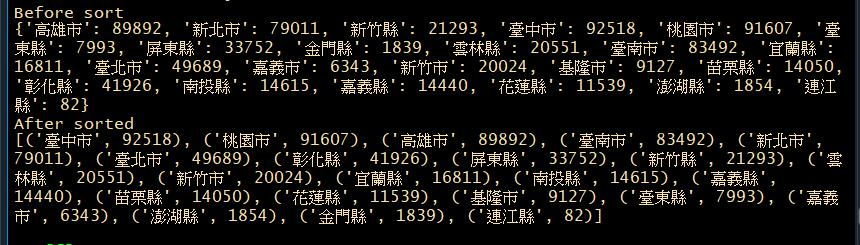 Before sort
{'高雄市': 89892, '新北市': 79011, '新竹縣': 21293, '臺中市': 92518, '桃園市': 91607, '臺
東縣': 7993, '屏東縣': 33752, '金門縣': 1839, '雲林縣': 20551, '臺南市': 83492, '宜蘭縣':
16811, '臺北市': 49689, '嘉義市': 6343, '新竹市': 20024, '基隆市': 9127, '苗栗縣': 14050,
'彰化縣': 41926, '南投縣': 14615, '嘉義縣': 14440, '花蓮縣': 11539, '澎湖縣': 1854, '連江
縣': 82}
After sorted
[('臺中市', 92518), ('桃園市', 91607), ('高雄市', 89892), ('臺南市', 83492), ('新北市',
79011), ('臺北市', 49689), ('彰化縣', 41926), ('屏東縣', 33752), ('新竹縣', 21293), ('雲
林縣', 20551), ('新竹市', 20024), ('宜蘭縣', 16811), ('南投縣', 14615), ('嘉義縣',
14440), ('苗栗縣', 14050), ('花蓮縣', 11539), ('基隆市', 9127), ('臺東縣', 7993), ('嘉義
市', 6343), ('澎湖縣', 1854), ('金門縣', 1839), ('連江縣', 82)]